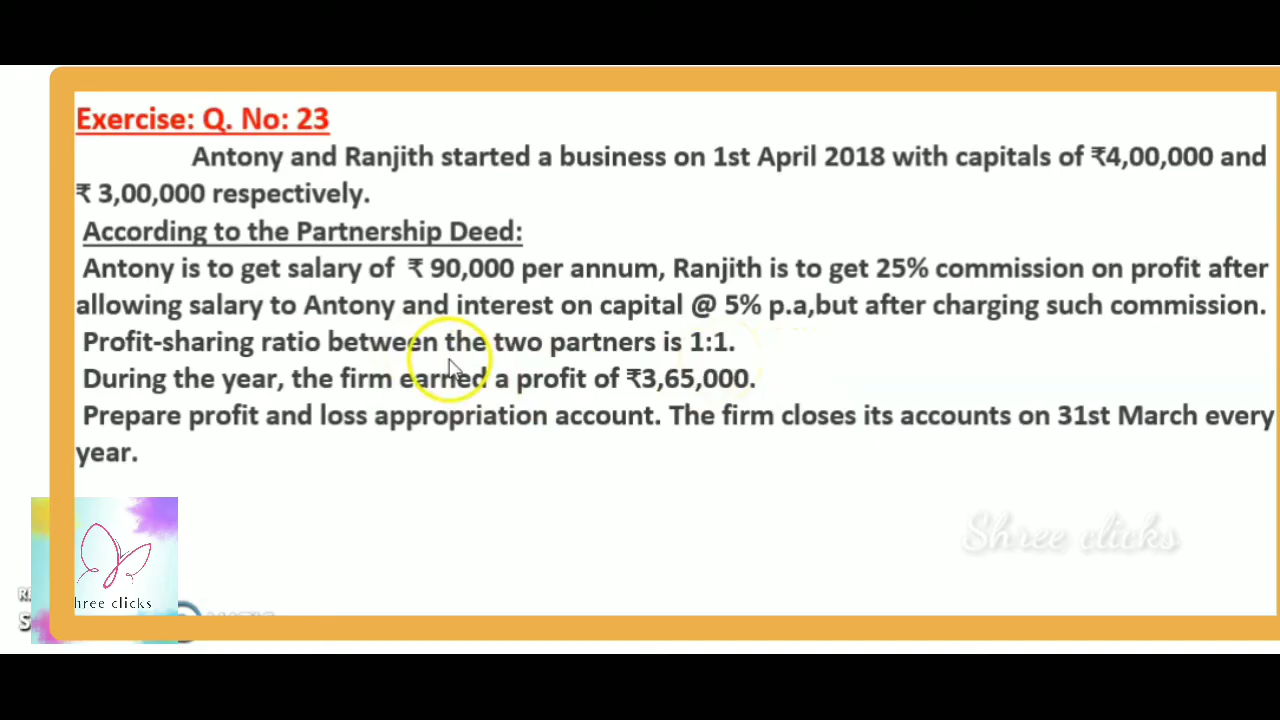 Exercise: Q. No: 23
Antony and Ranjith started a business on 1st April 2018 with capitals of ₹4,00,000 and
₹ 3,00,000 respectively.
According to the Partnership Deed:
Antony is to get salary of ₹ 90,000 per annum, Ranjith is to get 25% commission on profit after
allowing salary to Antony and interest on capital @ 5% p.a,but after charging such commission.
Profit-sharing ratio between the two partners is 1:1.
During the year, the firm earned a profit of ₹3,65,000.
Prepare profit and loss appropriation account. The firm closes its accounts on 31st March every
year.
Shree clicks
hree clicks